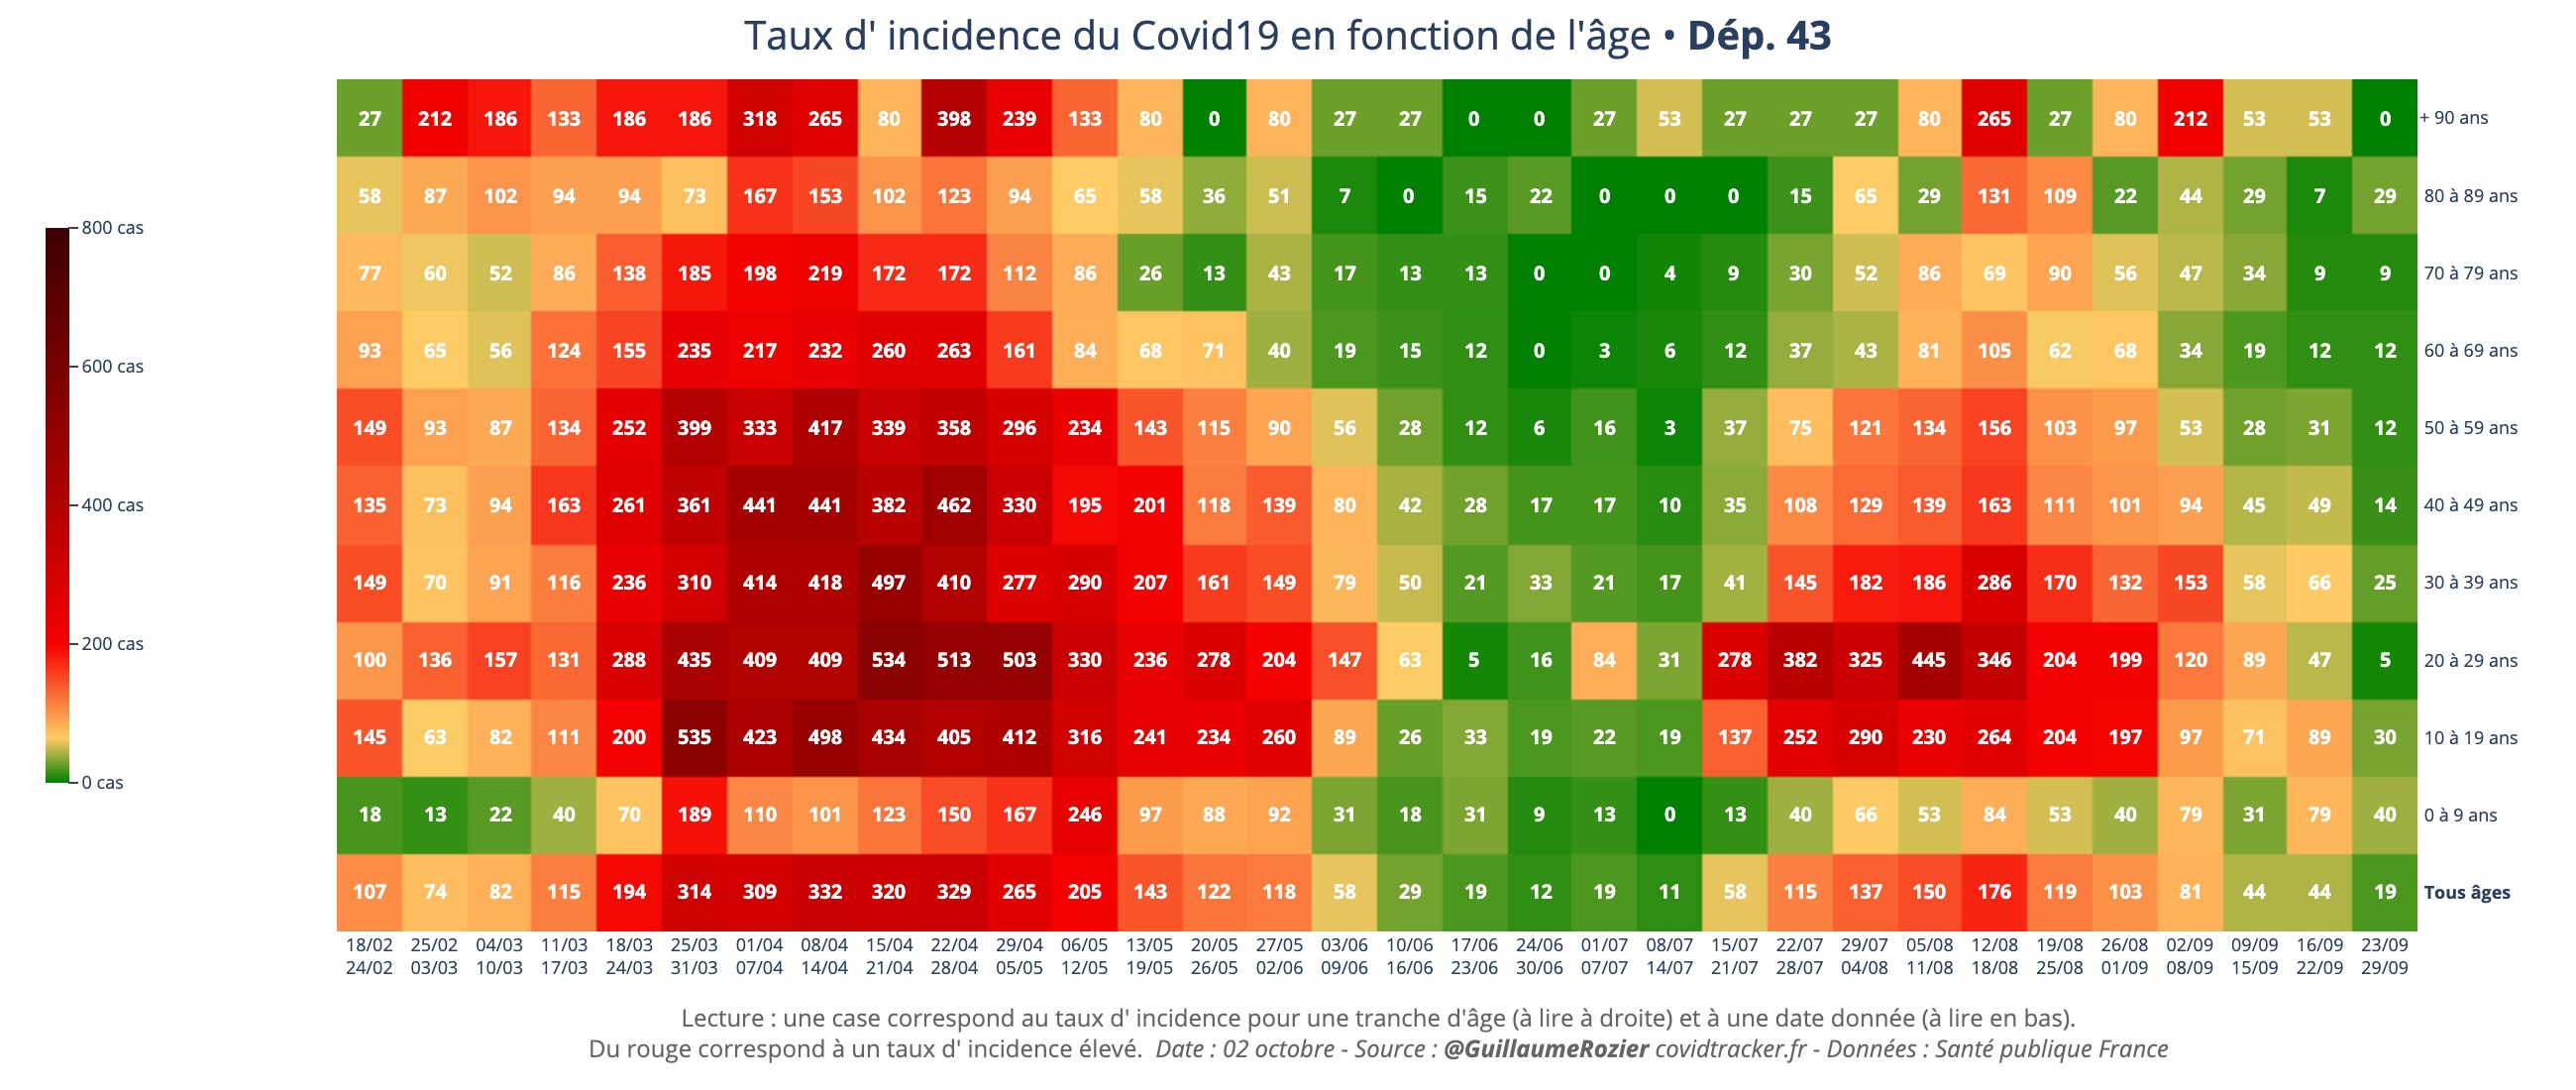 Taux d' incidence du Covid19 en fonction de l'âge • Dép. 43
27 212 186 133 186 186 318 265 80 398 239 133 80 0 80 27 27 0 0 27 53 27 27 27 80 265 27 80 212 53 53 0 + 90 ans
58 87 102 94 94 73 167 153 102 123 94 65 58 36 51 7 0 15 22 0 0 0 15 65 29 131 109 22 44 29 7 29 80 à 89 ans
800 cas
77 60 52 86 138 185 198 219 172 172 112 86 26 13 43 17 13 13 0 0 4 9 30 52 86 69 90 56 47 34 9 9 70 à 79 ans
93 65 56 124 155 235 217 232 260 263 161 84 68 71 40 19 15 12 0 3 6 12 37 43 81 105 62 68 34 19 12 12 60 à 69 ans
600 cas
149 93 87 134 252 399 333 417 339 358 296 234 143 115 90 56 28 12 6 16 3 37 75 121 134 156 103 97 53 28 31 12 50 à 59 ans
400 cas
135 73 94 163 261 361 441 441 382 462 330 195 201 118 139 80 42 28 17 17 10 35 108 129 139 163 111 101 94 45 49 14 40 à 49 ans
149 70 91 116 236 310 414 418 497 410 277 290 207 161 149 79 50 21 33 21 17 41 145 182 186 286 170 132 153 58 66 25 30 à 39 ans
200 cas
100 136 157 131 288 435 409 409 534 513 503 330 236 278 204 147 63 5 16 84 31 278 382 325 445 346 204 199 120 89 47 5 20 à 29 ans
145 63 82 111 200 535 423 498 434 405 412 316 241 234 260 89 26 33 19 22 19 137 252 290 230 264 204 197 97 71 89 30 10 à 19 ans
0 cas
18 13 22 40 70 189 110 101 123 150 167 246 97 88 92 31 18 31 9 13 0 13 40 66 53 84 53 40 79 31 79 40 0 à 9 ans
107 74 82 115 194 314 309 332 320 329 265 205 143 122 118 58 29 19 12 19 11 58 115 137 150 176 119 103 81 44 44 19 Tous âges
18/02 25/02 04/03 11/03 18/03 25/03 01/04 08/04 15/04 22/04 29/04 06/05 13/05 20/05 27/05 03/06 10/06 17/06 24/06 01/07 08/07 15/07 22/07 29/07 05/08 12/08 19/08 26/08 02/09 09/09 16/09 23/09
24/02 03/03 10/03 17/03 24/03 31/03 07/04 14/04 21/04 28/04 05/05 12/05 19/05 26/05 02/06 09/06 16/06 23/06 30/06 07/07 14/07 21/07 28/07 04/08 11/08 18/08 25/08 01/09 08/09 15/09 22/09 29/09
Lecture : une case correspond au taux d' incidence pour une tranche d'âge (à lire à droite) et à une date donnée (à lire en bas).
Du rouge correspond à un taux d' incidence élevé. Date : 02 octobre - Source : @GuillaumeRozier covidtracker.fr - Données : Santé publique France